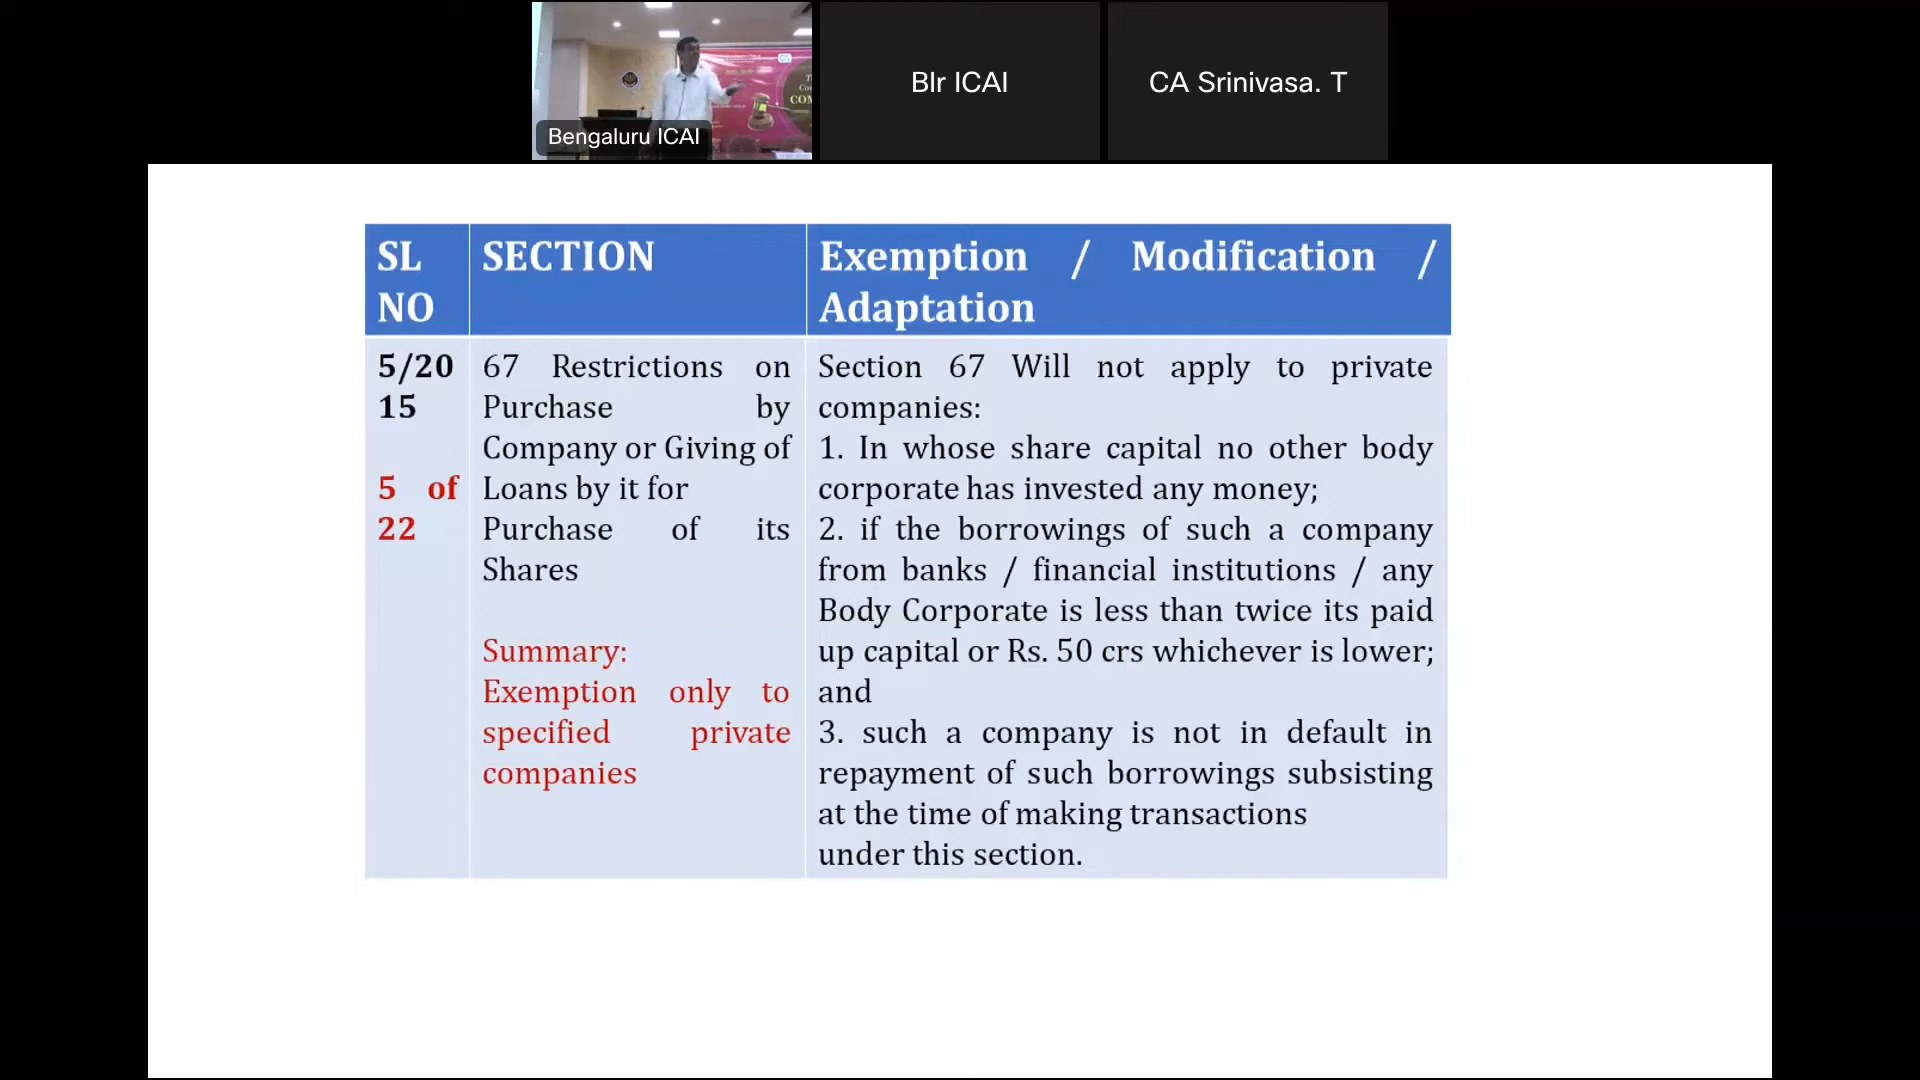 Bengaluru ICAI
Blr ICAI
CA Srinivasa. T
SL
NO
SECTION
Exemption / Modification /
Adaptation
5/20
15
5 of
22
67 Restrictions on
Purchase by
Company or Giving of
Loans by it for
Purchase of its
Shares
Summary:
Exemption only to
specified private
companies
Section 67 Will not apply to private
companies:
1. In whose share capital no other body
corporate has invested any money;
2. if the borrowings of such a company
from banks / financial institutions / any
Body Corporate is less than twice its paid
up capital or Rs. 50 crs whichever is lower;
and
3. such a company is not in default in
repayment of such borrowings subsisting
at the time of making transactions
under this section.